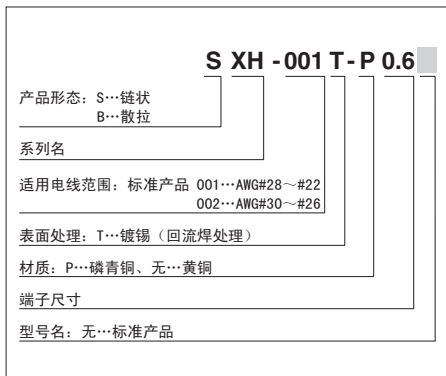 S XH - 001 T - P 0.6
产品形态：S…链状
B…散拉
系列名
适用电线范围：标准产品 001…AWG#28～#22
002…AWG#30～#26
表面处理：T…镀锡（回流焊处理）
材质：P…磷青铜、无…黄铜
端子尺寸
型号名：无…标准产品